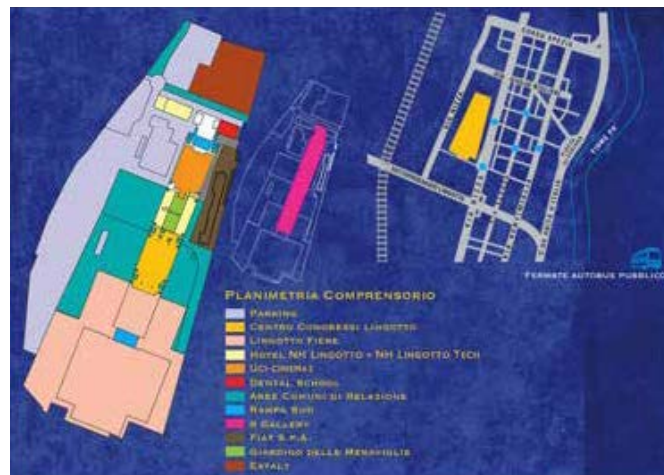 CORSO SPEZIA
VIA NIZZA
FIUME PO
FERMATE AUTOBUS PUBBLICO
PLANIMETRIA COMPRENSORIO
PARKING
CENTRO CONGRESSI LINGOTTO
LINGOTTO FIERE
HOTEL NH LINGOTTO - NH LINGOTTO TECH
UCI-CINEMAS
DENTAL SCHOOL
AREE COMUNI DI RELAZIONE
RAMPA SUD
8 GALLERY
FIAT S.P.A.
GIARDINO DELLE MERAVIGLIE
EATALY